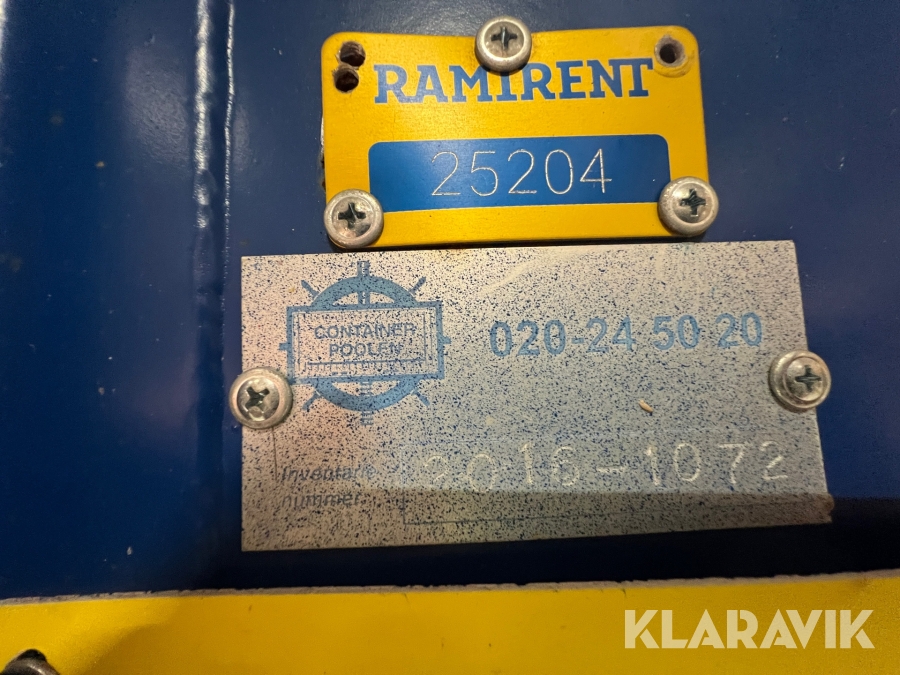 RAMIRENT
25204
CONTAINER
POOLEN
020-24 50 20
Inventarie
nummer
2016-1072
KLARAVIK